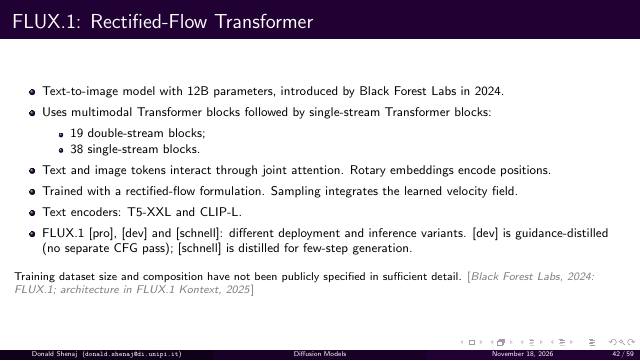 FLUX.1: Rectified-Flow Transformer
Text-to-image model with 12B parameters, introduced by Black Forest Labs in 2024.
Uses multimodal Transformer blocks followed by single-stream Transformer blocks:
19 double-stream blocks;
38 single-stream blocks.
Text and image tokens interact through joint attention. Rotary embeddings encode positions.
Trained with a rectified-flow formulation. Sampling integrates the learned velocity field.
Text encoders: T5-XXL and CLIP-L.
FLUX.1 [pro], [dev] and [schnell]: different deployment and inference variants. [dev] is guidance-distilled
(no separate CFG pass); [schnell] is distilled for few-step generation.
Training dataset size and composition have not been publicly specified in sufficient detail. [Black Forest Labs, 2024:
FLUX.1; architecture in FLUX.1 Kontext, 2025]
Donald Shenaj (donald.shenaj@di.unipi.it) Diffusion Models November 18, 2026 42 / 59